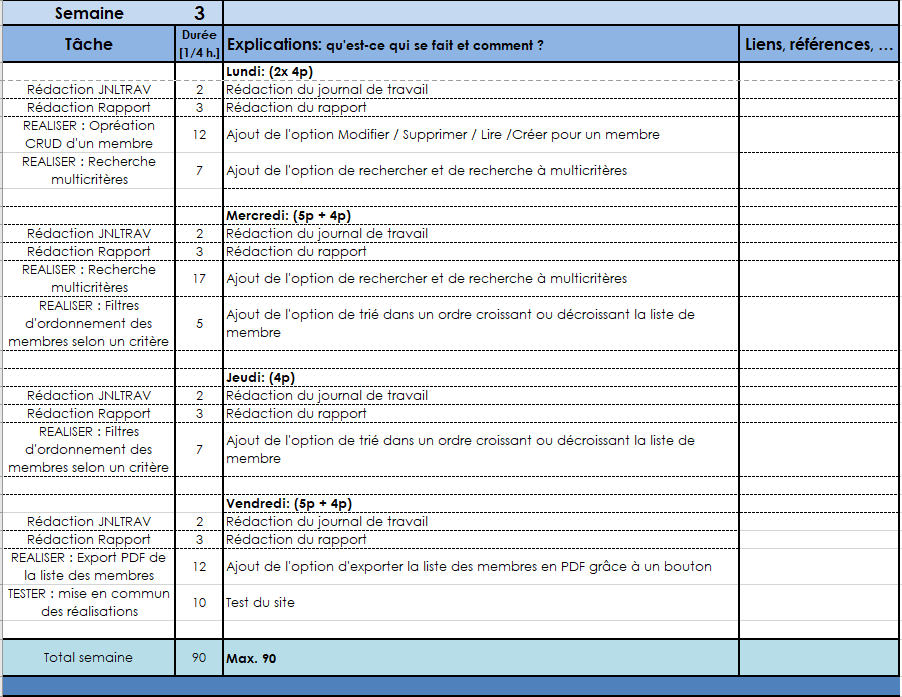 Semaine 3
Tâche Durée [1/4 h.] Explications: qu'est-ce qui se fait et comment ? Liens, références, ...
Lundi: (2x 4p)
Rédaction JNLTRAV 2 Rédaction du journal de travail
Rédaction Rapport 3 Rédaction du rapport
REALISER : Opréation
CRUD d'un membre 12 Ajout de l'option Modifier / Supprimer / Lire /Créer pour un membre
REALISER : Recherche
multicritères 7 Ajout de l'option de rechercher et de recherche à multicritères
Mercredi: (5p + 4p)
Rédaction JNLTRAV 2 Rédaction du journal de travail
Rédaction Rapport 3 Rédaction du rapport
REALISER : Recherche
multicritères 17 Ajout de l'option de rechercher et de recherche à multicritères
REALISER : Filtres
d'ordonnement des
membres selon un critère 5 Ajout de l'option de trié dans un ordre croissant ou décroissant la liste de
membre
Jeudi: (4p)
Rédaction JNLTRAV 2 Rédaction du journal de travail
Rédaction Rapport 3 Rédaction du rapport
REALISER : Filtres
d'ordonnement des
membres selon un critère 7 Ajout de l'option de trié dans un ordre croissant ou décroissant la liste de
membre
Vendredi: (5p + 4p)
Rédaction JNLTRAV 2 Rédaction du journal de travail
Rédaction Rapport 3 Rédaction du rapport
REALISER : Export PDF de
la liste des membres 12 Ajout de l'option d'exporter la liste des membres en PDF grâce à un bouton
TESTER : mise en commun
des réalisations 10 Test du site
Total semaine 90 Max. 90